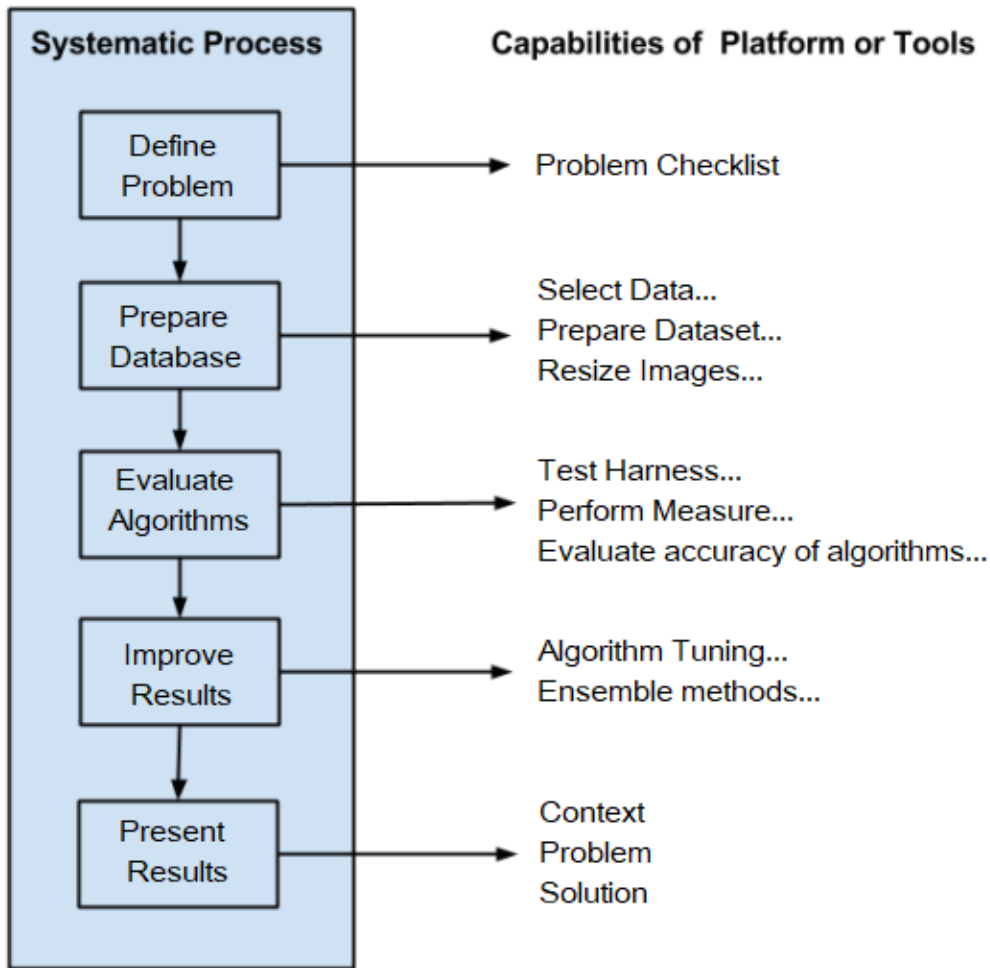 Systematic Process
Capabilities of Platform or Tools
Define
Problem
Problem Checklist
Prepare
Database
Select Data...
Prepare Dataset...
Resize Images...
Evaluate
Algorithms
Test Harness...
Perform Measure...
Evaluate accuracy of algorithms...
Improve
Results
Algorithm Tuning...
Ensemble methods...
Present
Results
Context
Problem
Solution